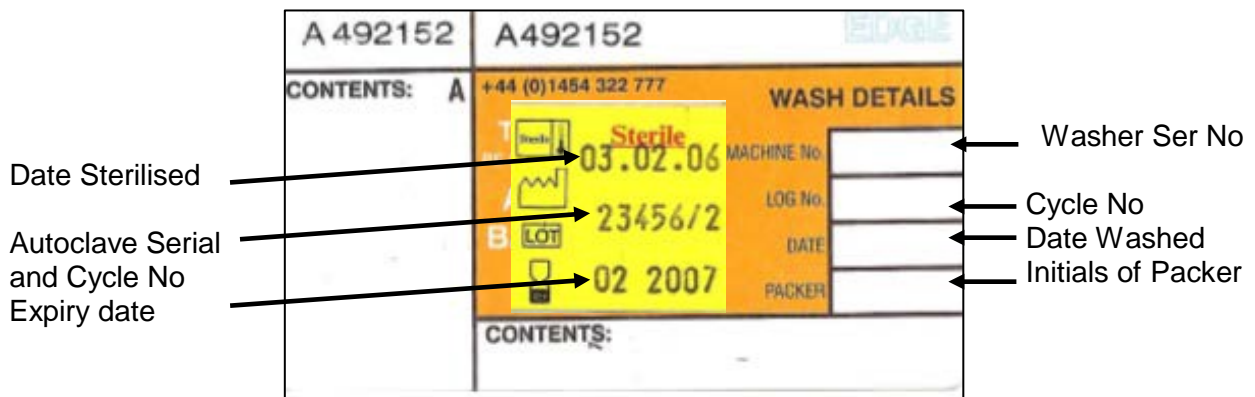 A 492152
A492152
EDGE
CONTENTS: A
+44 (0)1454 322 777
WASH DETAILS
Sterile
Sterile
03.02.06
MACHINE No.
Washer Ser No
Date Sterilised
23456/2
LOG No.
Cycle No
Autoclave Serial
and Cycle No
LOT
DATE
Date Washed
Expiry date
02 2007
PACKER
Initials of Packer
CONTENTS: